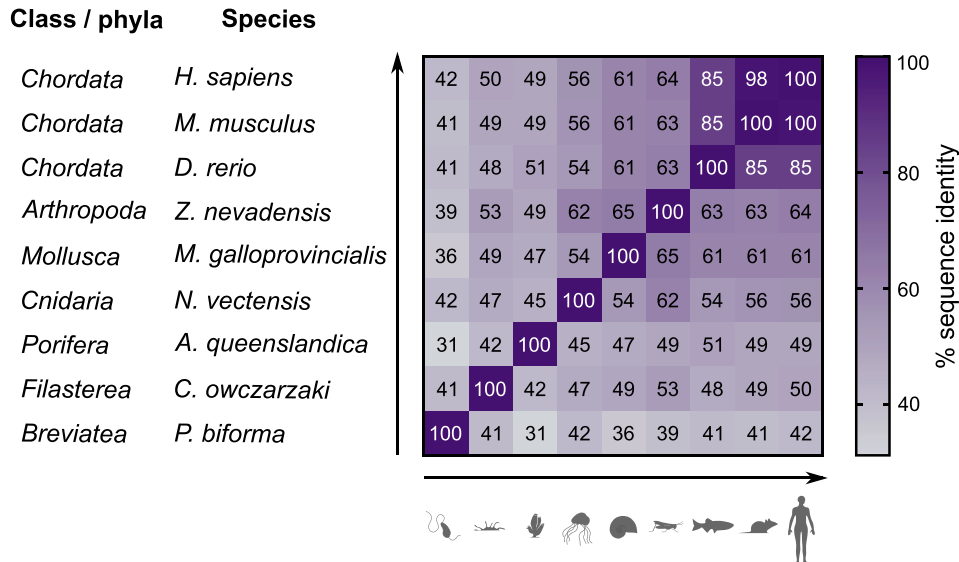 Class / phyla Species
Chordata H. sapiens 42 50 49 56 61 64 85 98 100
Chordata M. musculus 41 49 49 56 61 63 85 100 100
Chordata D. rerio 41 48 51 54 61 63 100 85 85
Arthropoda Z. nevadensis 39 53 49 62 65 100 63 63 64
Mollusca M. galloprovincialis 36 49 47 54 100 65 61 61 61
Cnidaria N. vectensis 42 47 45 100 54 62 54 56 56
Porifera A. queenslandica 31 42 100 45 47 49 51 49 49
Filasterea C. owczarzaki 41 100 42 47 49 53 48 49 50
Breviatea P. biforma 100 41 31 42 36 39 41 41 42
100
80
60
40
% sequence identity